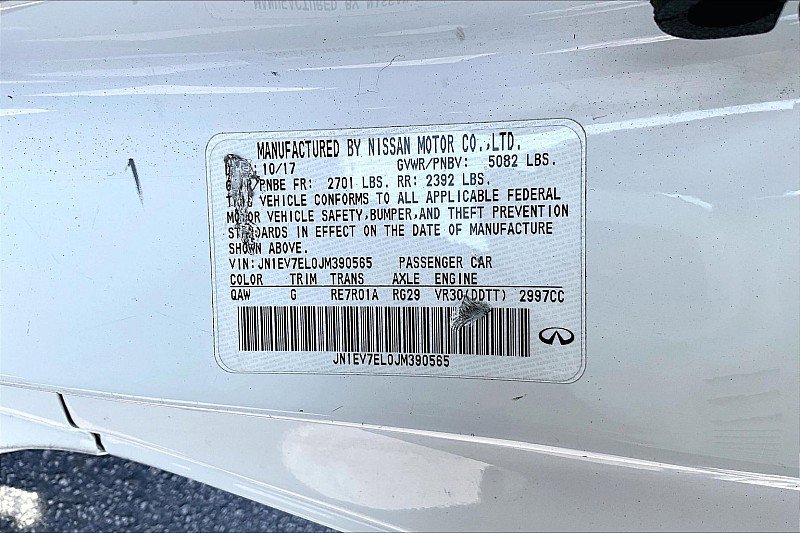 MANUFACTURED BY NISSAN MOTOR CO.,LTD.
10/17 GVWR/PNBV: 5082 LBS.
PNBE FR: 2701 LBS. RR: 2392 LBS.
VEHICLE CONFORMS TO ALL APPLICABLE FEDERAL
MOTOR VEHICLE SAFETY,BUMPER,AND THEFT PREVENTION
STANDARDS IN EFFECT ON THE DATE OF MANUFACTURE
SHOWN ABOVE.
VIN:JN1EV7EL0JM390565 PASSENGER CAR
COLOR TRIM TRANS AXLE ENGINE
QAW G RE7R01A RG29 VR30(DDTT) 2997CC
JN1EV7EL0JM390565